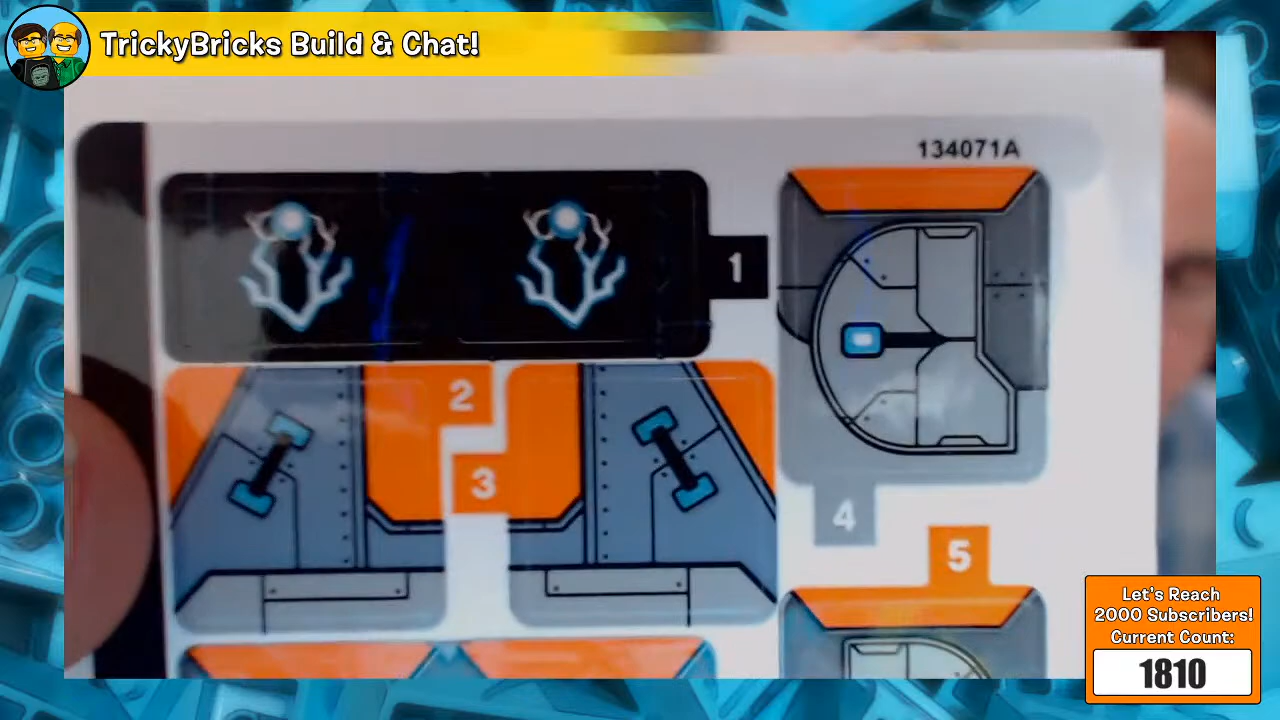 TrickyBricks Build & Chat!
134071A
1
2
3
4
5
Let's Reach
2000 Subscribers!
Current Count:
1810